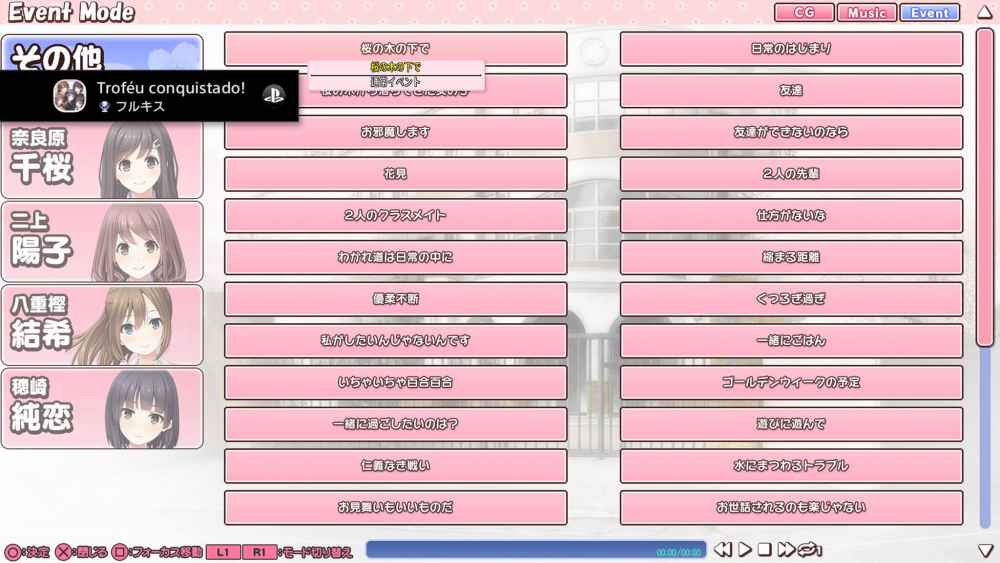 Event Mode
CG
Music
Event
その他
Troféu conquistado!
フルキス
奈良原
千桜
二上
陽子
八重樫
結希
穂崎
純恋
桜の木の下で
日常のはじまり
桜の木の下で
通常イベント
友達
お邪魔します
友達ができないのなら
花見
2人の先輩
2人のクラスメイト
仕方がないな
わかれ道は日常の中に
縮まる距離
優柔不断
くつろぎ過ぎ
私がしたいんじゃないんです
一緒にごはん
いちゃいちゃ百合百合
ゴールデンウィークの予定
一緒に過ごしたいのは?
遊びに遊んで
仁義なき戦い
水にまつわるトラブル
お見舞いもいいものだ
お世話されるのも楽じゃない
:決定
:閉じる
:フォーカス移動
L1
R1
:モード切り替え
00:00/00:00
1